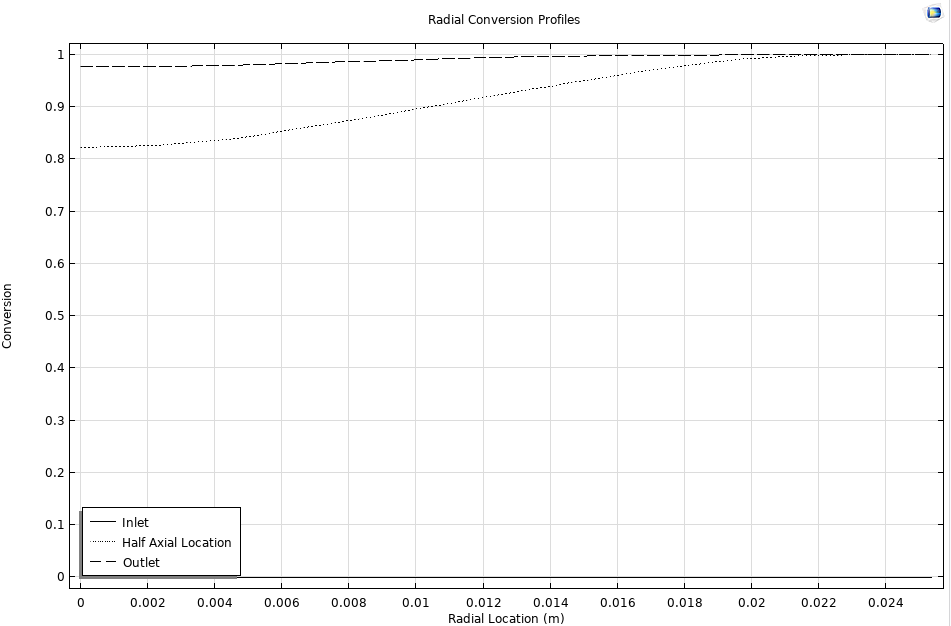 Radial Conversion Profiles
1
0.9
0.8
0.7
0.6
0.5
0.4
0.3
0.2
0.1
0
Conversion
Inlet
Half Axial Location
Outlet
0 0.002 0.004 0.006 0.008 0.01 0.012 0.014 0.016 0.018 0.02 0.022 0.024
Radial Location (m)